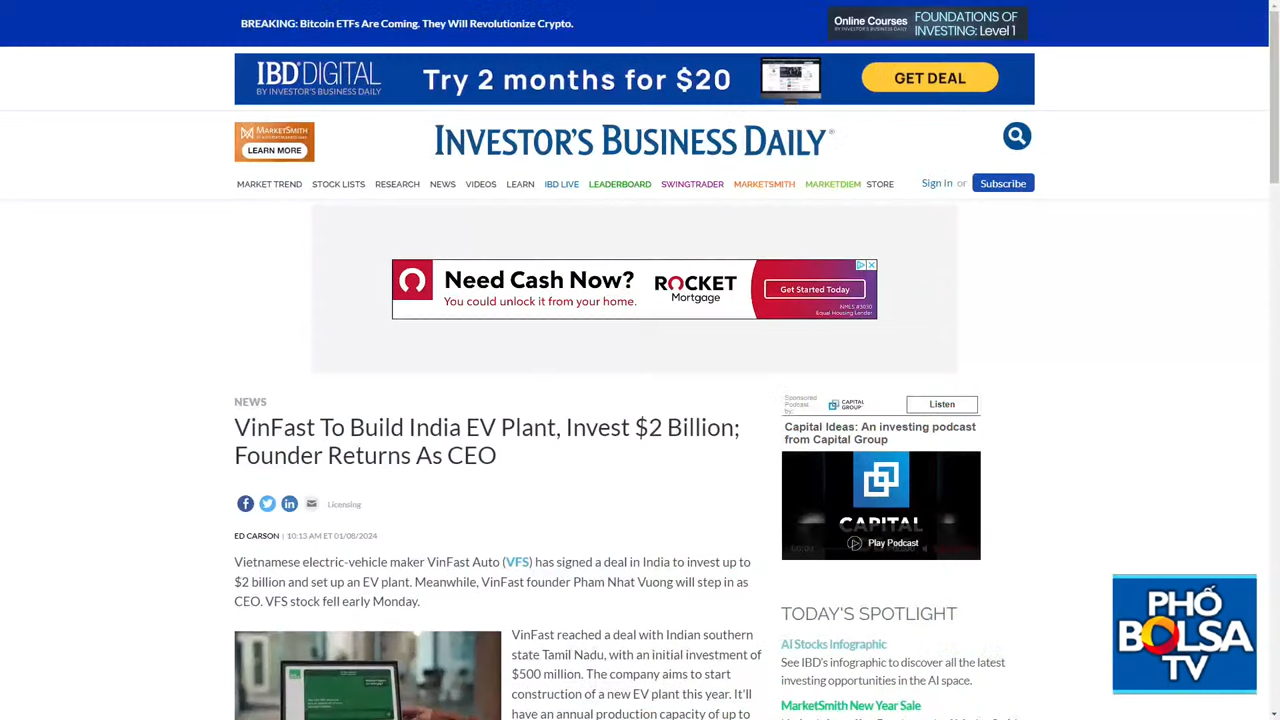 BREAKING: Bitcoin ETFs Are Coming. They Will Revolutionize Crypto.
Online Courses
BY INVESTOR'S BUSINESS DAILY
FOUNDATIONS OF
INVESTING: Level 1
IBD DIGITAL
BY INVESTOR'S BUSINESS DAILY
Try 2 months for $20
GET DEAL
MARKETSMITH
LEARN MORE
INVESTOR'S BUSINESS DAILY®
MARKET TREND STOCK LISTS RESEARCH NEWS VIDEOS LEARN IBD LIVE LEADERBOARD SWINGTRADER MARKETSMITH MARKETDIEM STORE
Sign In or Subscribe
Need Cash Now?
You could unlock it from your home.
ROCKET
Mortgage
Get Started Today
NMLS #3030
Equal Housing Lender
NEWS
VinFast To Build India EV Plant, Invest $2 Billion;
Founder Returns As CEO
Licensing
ED CARSON | 10:13 AM ET 01/08/2024
Vietnamese electric-vehicle maker VinFast Auto (VFS) has signed a deal in India to invest up to
$2 billion and set up an EV plant. Meanwhile, VinFast founder Pham Nhat Vuong will step in as
CEO. VFS stock fell early Monday.
VinFast reached a deal with Indian southern
state Tamil Nadu, with an initial investment of
$500 million. The company aims to start
construction of a new EV plant this year. It'll
have an annual production capacity of up to
Sponsored
Podcast
by:
CAPITAL
GROUP
Listen
Capital Ideas: An investing podcast
from Capital Group
CAPITAL
Play Podcast
TODAY'S SPOTLIGHT
AI Stocks Infographic
See IBD's infographic to discover all the latest
investing opportunities in the AI space.
MarketSmith New Year Sale
PHỐ
BOLSA
TV